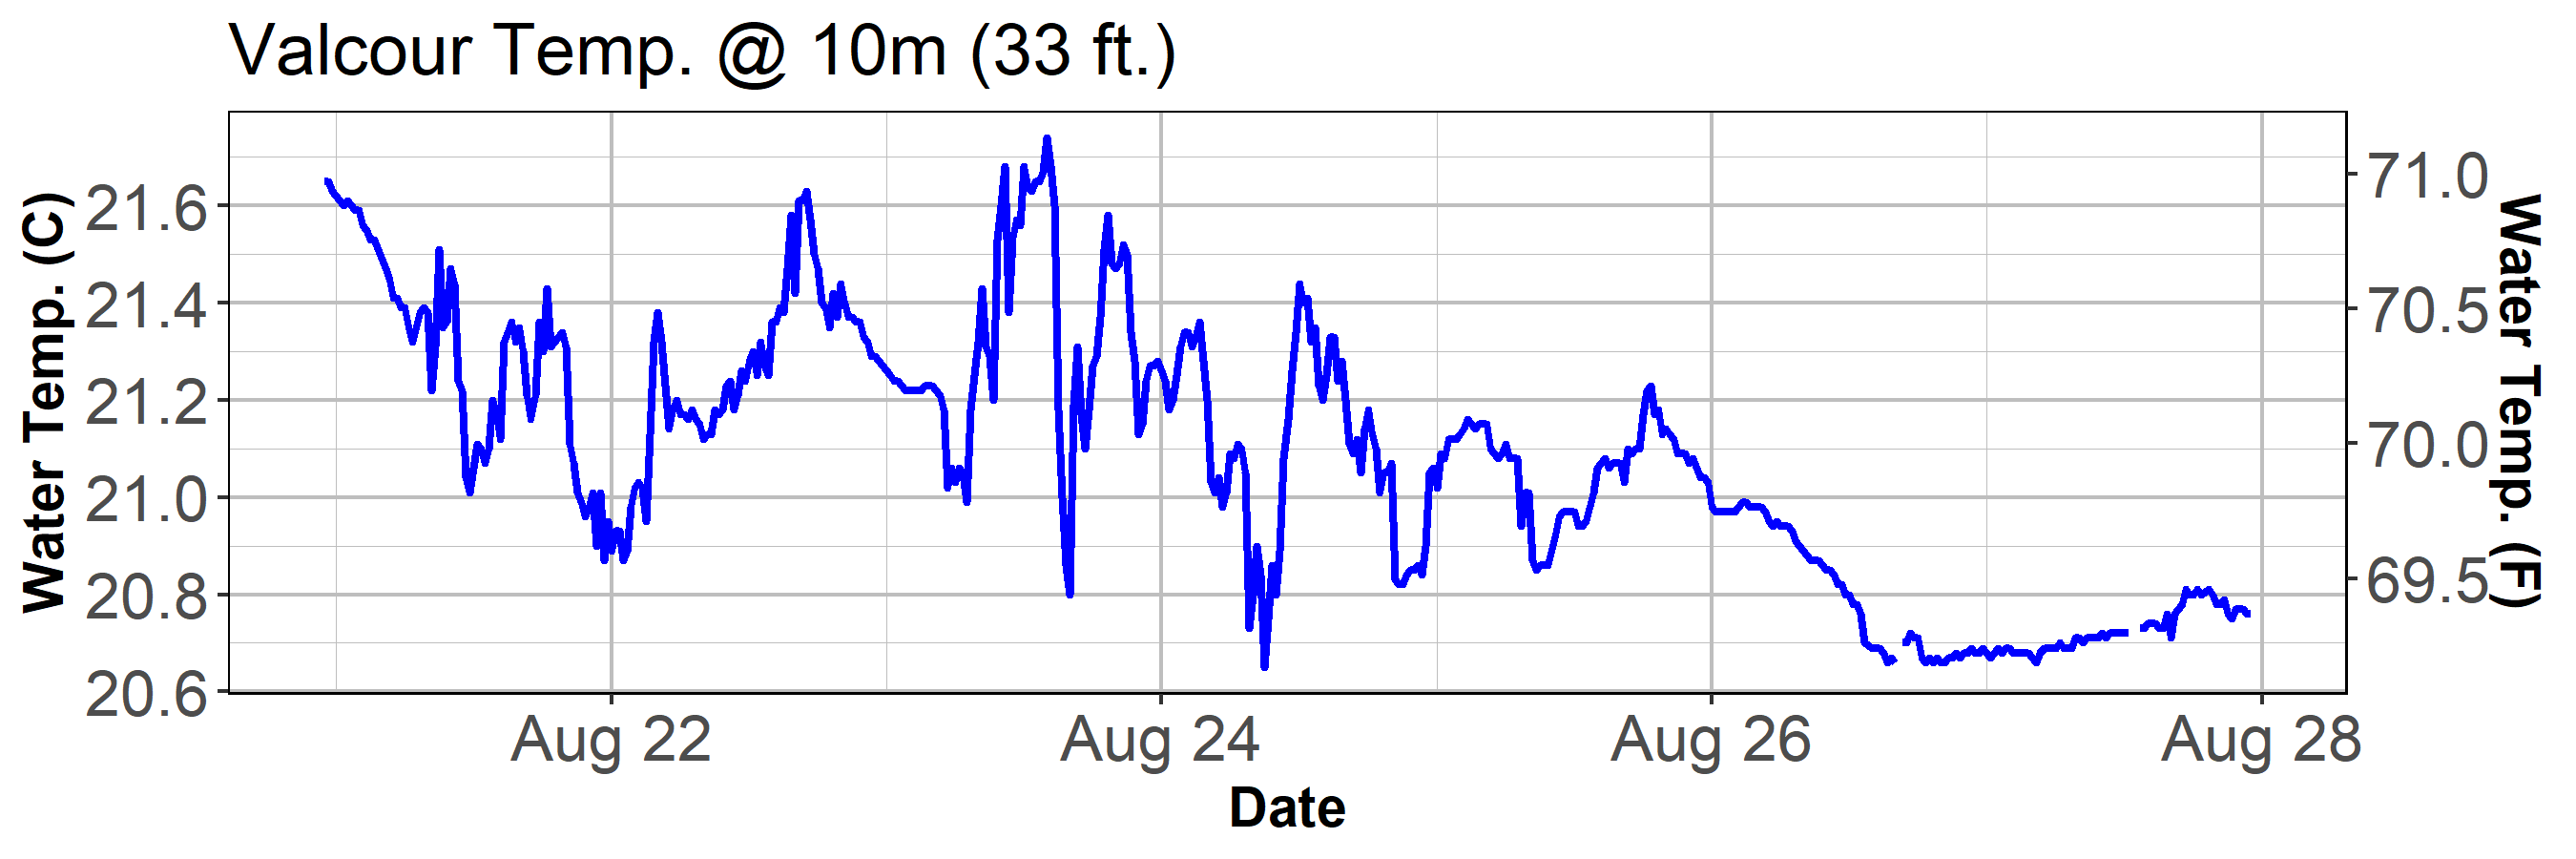 Valcour Temp. @ 10m (33 ft.)
Water Temp. (C)
21.6
21.4
21.2
21.0
20.8
20.6
71.0
70.5
70.0
69.5
Water Temp. (F)
Aug 22
Aug 24
Aug 26
Aug 28
Date